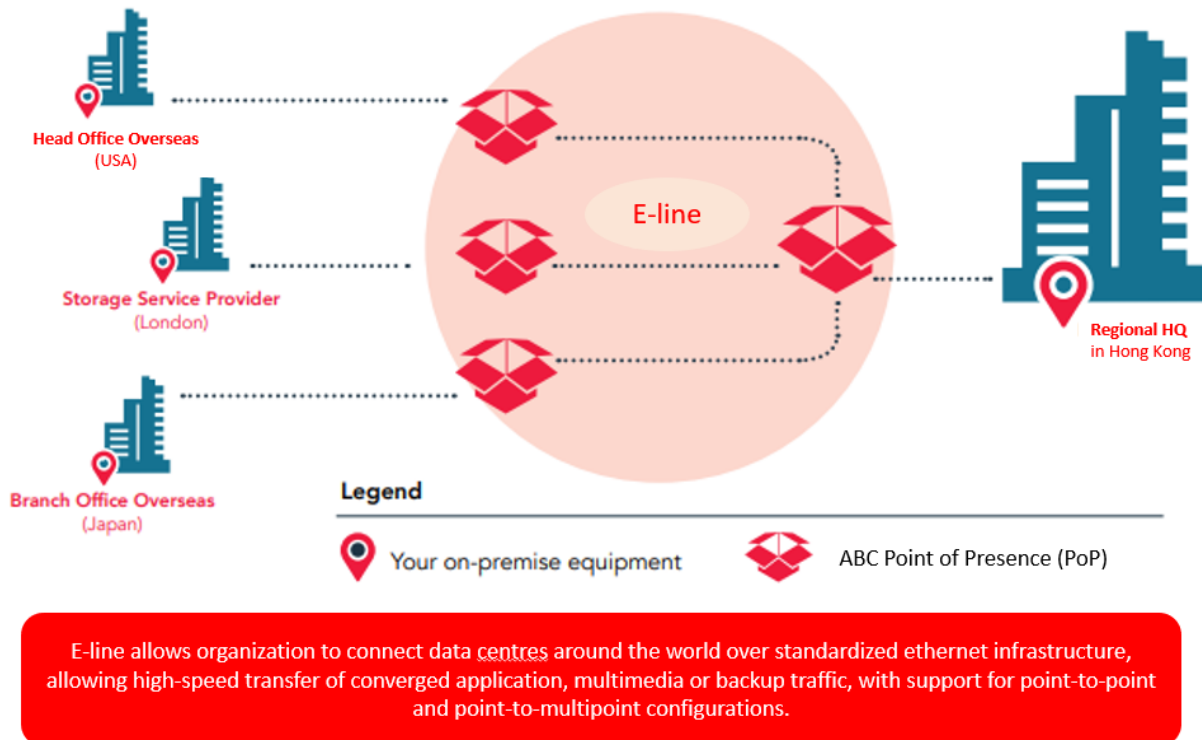 Head Office Overseas
(USA)
E-line
Storage Service Provider
(London)
Regional HQ
in Hong Kong
Branch Office Overseas
(Japan)
Legend
Your on-premise equipment
ABC Point of Presence (PoP)
E-line allows organization to connect data centres around the world over standardized ethernet infrastructure,
allowing high-speed transfer of converged application, multimedia or backup traffic, with support for point-to-point
and point-to-multipoint configurations.